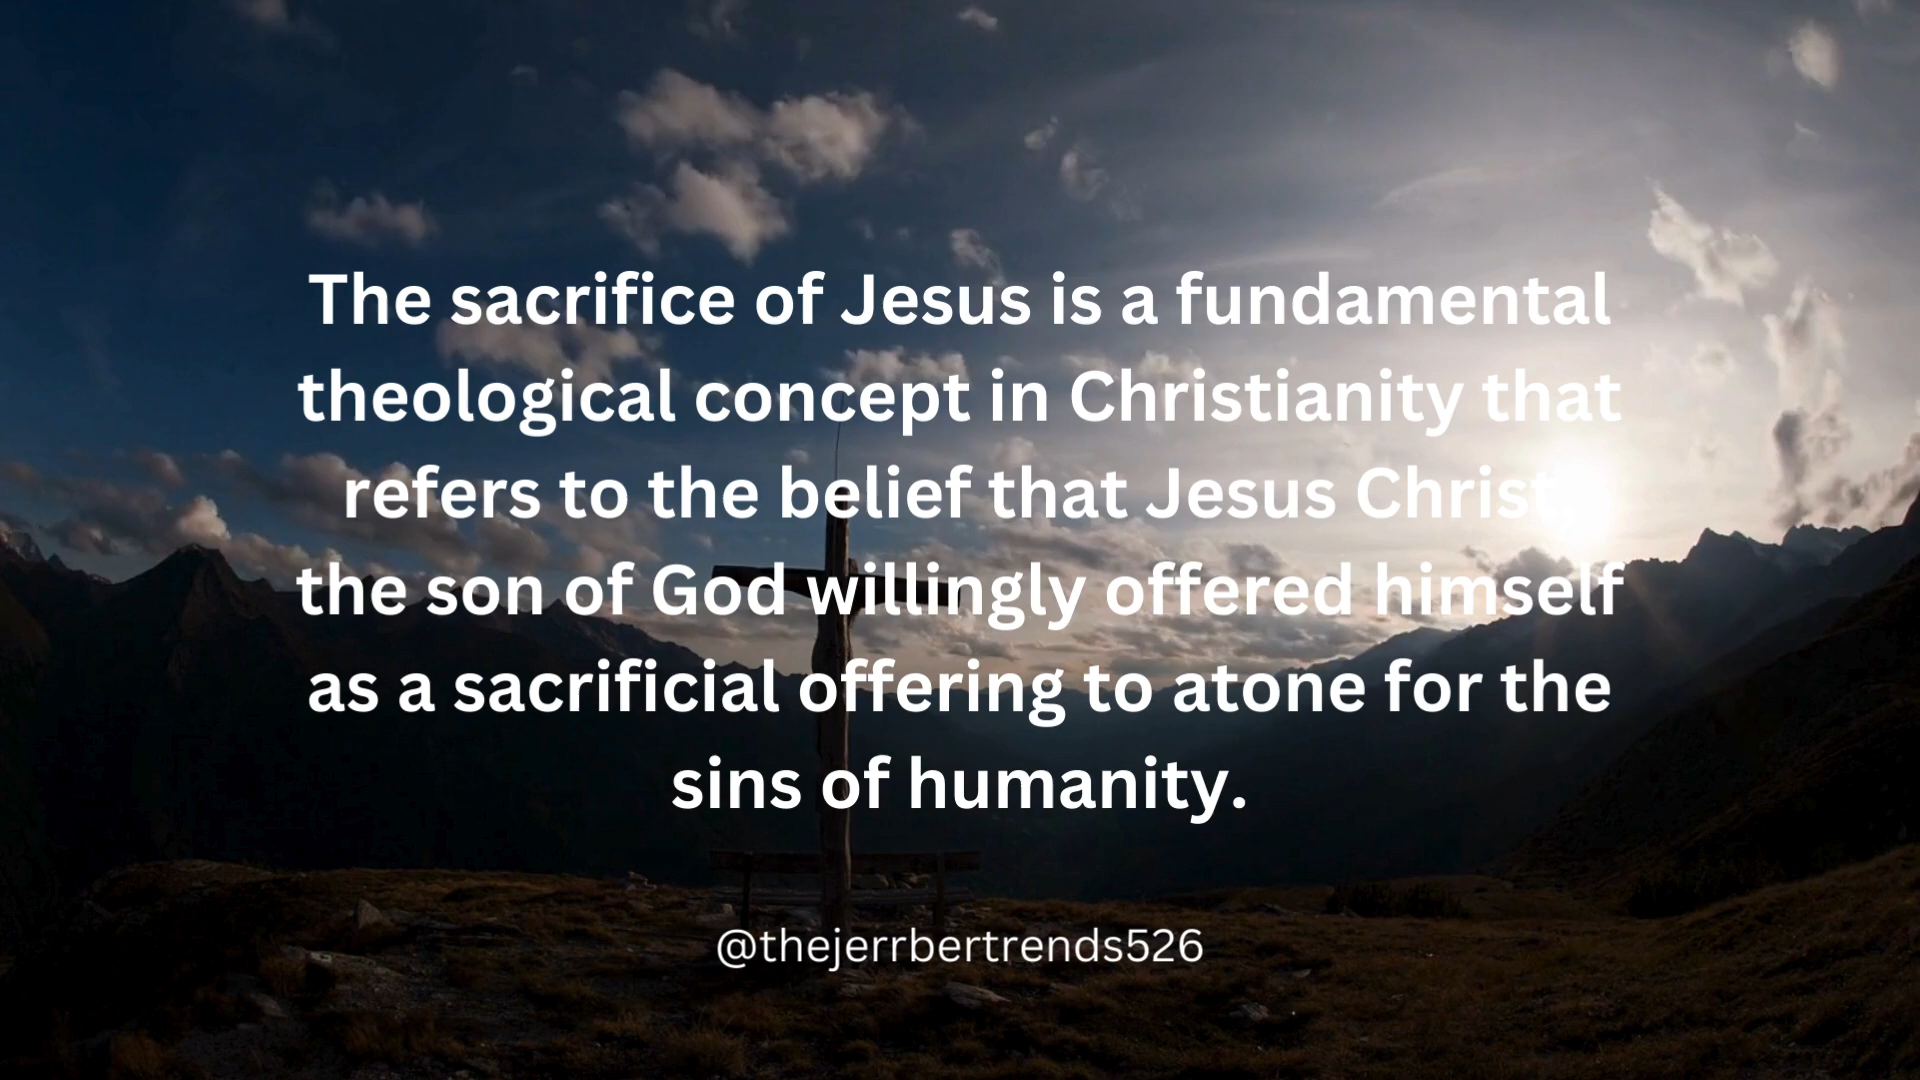 The sacrifice of Jesus is a fundamental
theological concept in Christianity that
refers to the belief that Jesus Christ,
the son of God willingly offered himself
as a sacrificial offering to atone for the
sins of humanity.
@thejerrbertrends526